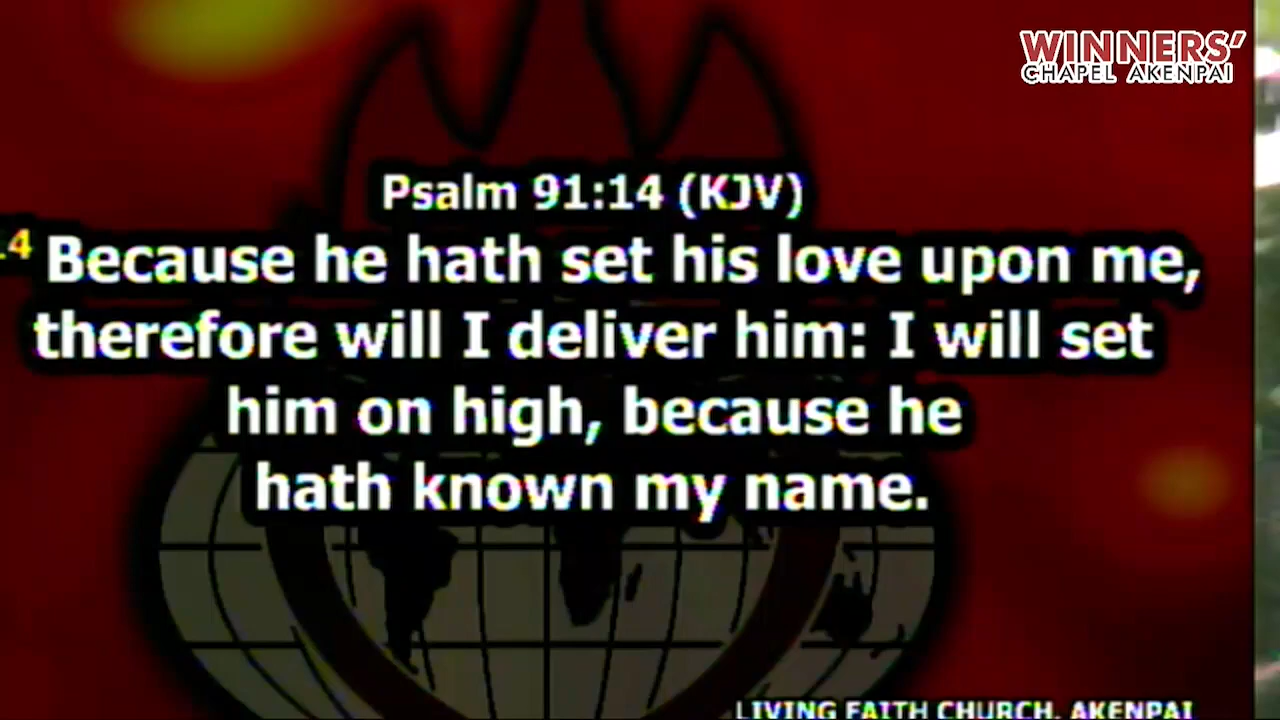 WINNERS'
CHAPEL AKENPAI
Psalm 91:14 (KJV)
14 Because he hath set his love upon me,
therefore will I deliver him: I will set
him on high, because he
hath known my name.
LIVING FAITH CHURCH, AKENPAI